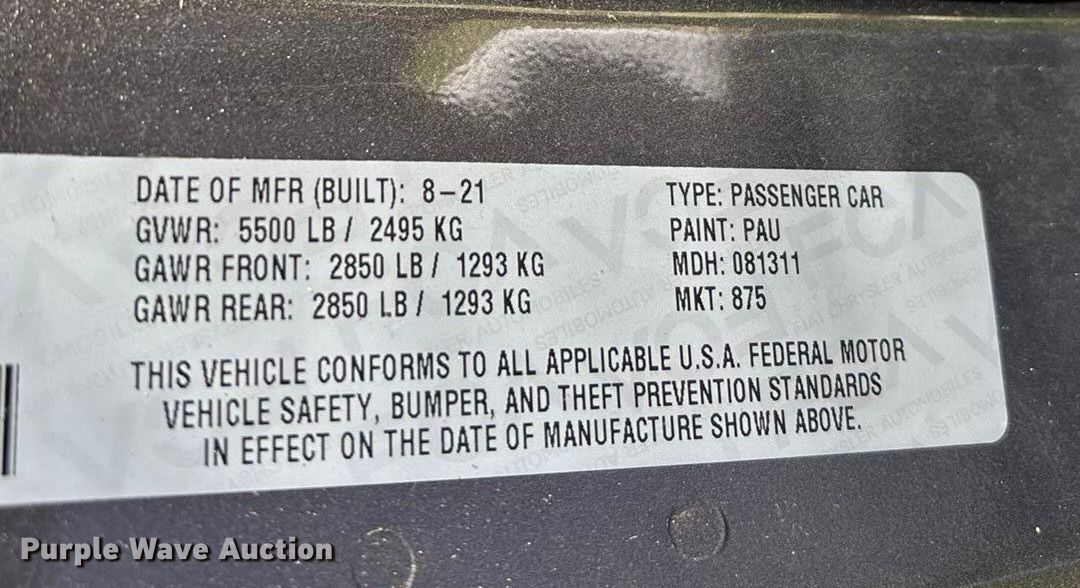 DATE OF MFR (BUILT): 8-21
GVWR: 5500 LB / 2495 KG
GAWR FRONT: 2850 LB / 1293 KG
GAWR REAR: 2850 LB / 1293 KG
TYPE: PASSENGER CAR
PAINT: PAU
MDH: 081311
MKT: 875
THIS VEHICLE CONFORMS TO ALL APPLICABLE U.S.A. FEDERAL MOTOR
VEHICLE SAFETY, BUMPER, AND THEFT PREVENTION STANDARDS
IN EFFECT ON THE DATE OF MANUFACTURE SHOWN ABOVE.
Purple Wave Auction